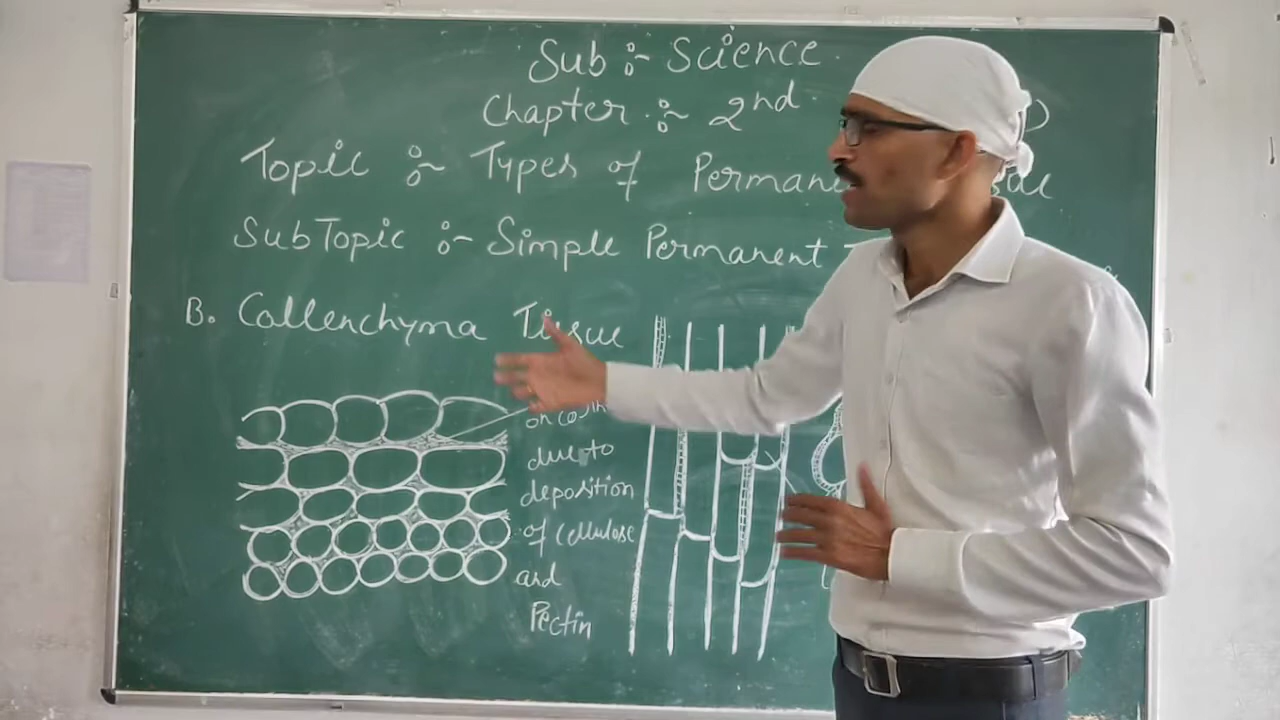 Sub :- Science
Chapter :- 2nd
Topic :- Types of
SubTopic :- Simple Permanent
B. Collenchyma Tissue
due to
deposition
of Cellulose
and
Pectin